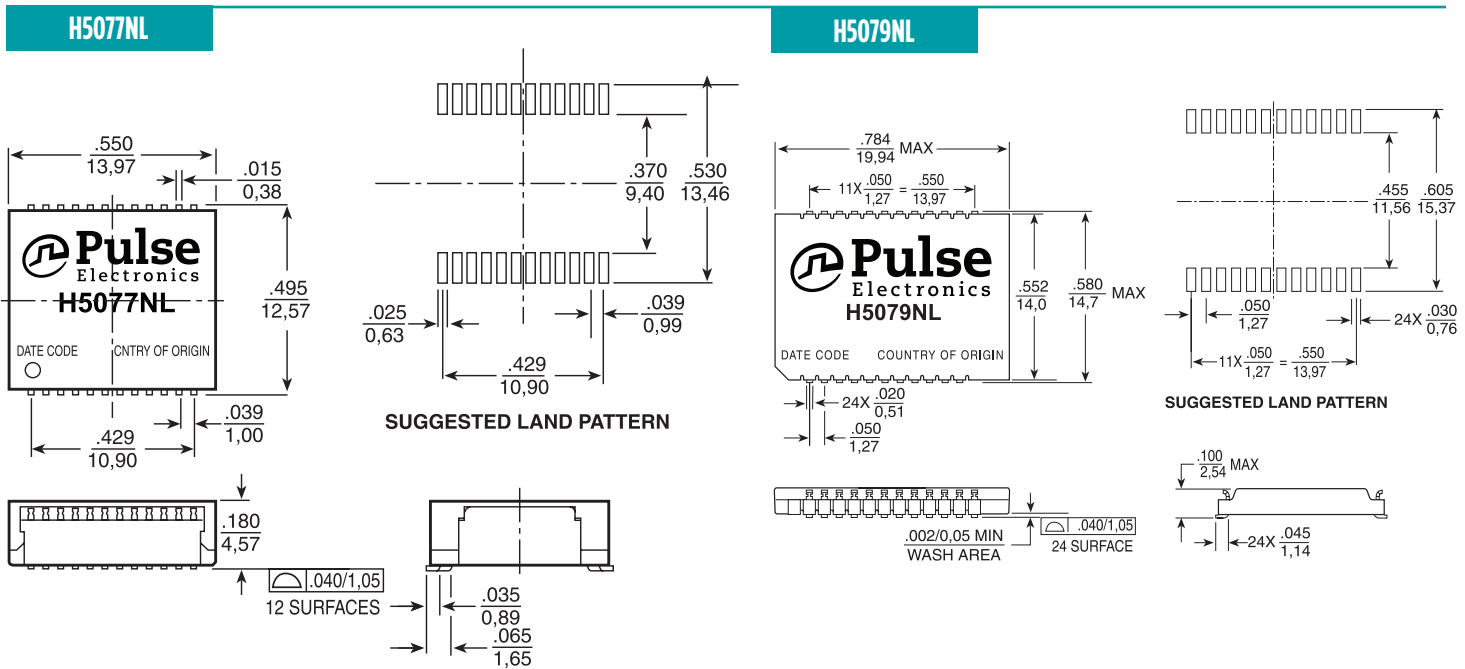 H5077NL
.550
13,97
.015
0,38
Pulse
Electronics
H5077NL
DATE CODE
CNTRY OF ORIGIN
.495
12,57
.039
1,00
.429
10,90
.370
9,40
.530
13,46
.025
0,63
.039
0,99
.429
10,90
SUGGESTED LAND PATTERN
.180
4,57
.040/1,05
12 SURFACES
.035
0,89
.065
1,65
H5079NL
.784
19,94
MAX
11X .050
1,27
= .550
13,97
Pulse
Electronics
H5079NL
DATE CODE
COUNTRY OF ORIGIN
.552
14,0
.580
14,7
MAX
24X .020
0,51
.050
1,27
.455
11,56
.605
15,37
.050
1,27
24X .030
0,76
11X .050
1,27
= .550
13,97
SUGGESTED LAND PATTERN
.002/0,05 MIN
WASH AREA
.040/1,05
24 SURFACE
.100
2,54
MAX
24X .045
1,14